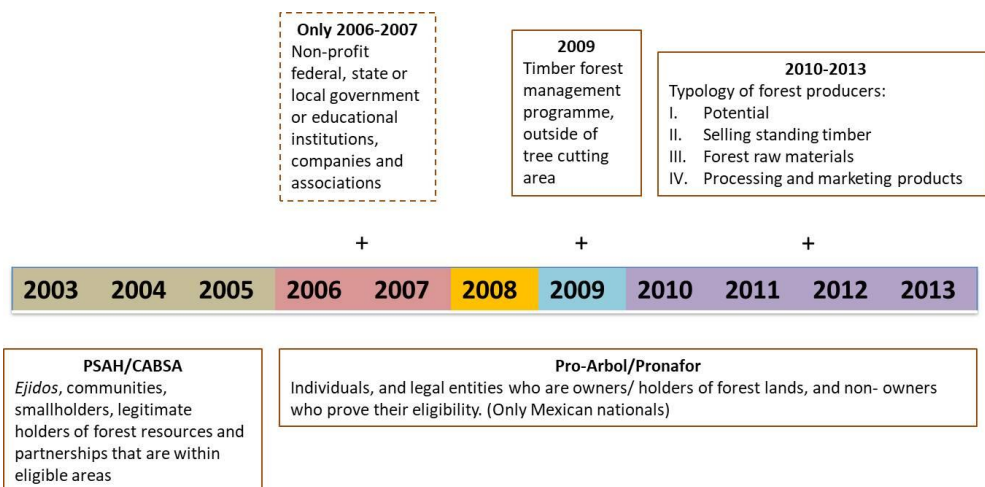 Only 2006-2007
Non-profit
federal, state or
local government
or educational
institutions,
companies and
associations
2009
Timber forest
management
programme,
outside of
tree cutting
area
2010-2013
Typology of forest producers:
I. Potential
II. Selling standing timber
III. Forest raw materials
IV. Processing and marketing products
+ + +
2003 2004 2005 2006 2007 2008 2009 2010 2011 2012 2013
PSAH/CABSA
Ejidos, communities,
smallholders, legitimate
holders of forest resources and
partnerships that are within
eligible areas
Pro-Arbol/Pronafor
Individuals, and legal entities who are owners/ holders of forest lands, and non- owners
who prove their eligibility. (Only Mexican nationals)